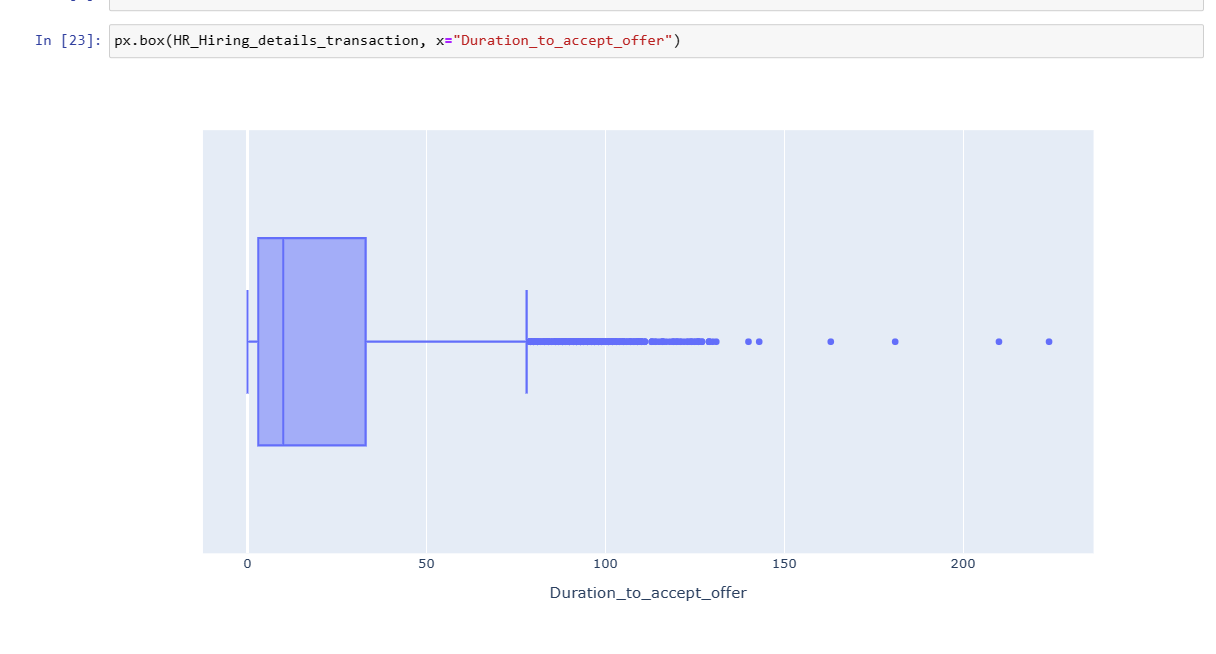 In [23]: px.box(HR_Hiring_details_transaction, x="Duration_to_accept_offer")
0 50 100 150 200
Duration_to_accept_offer